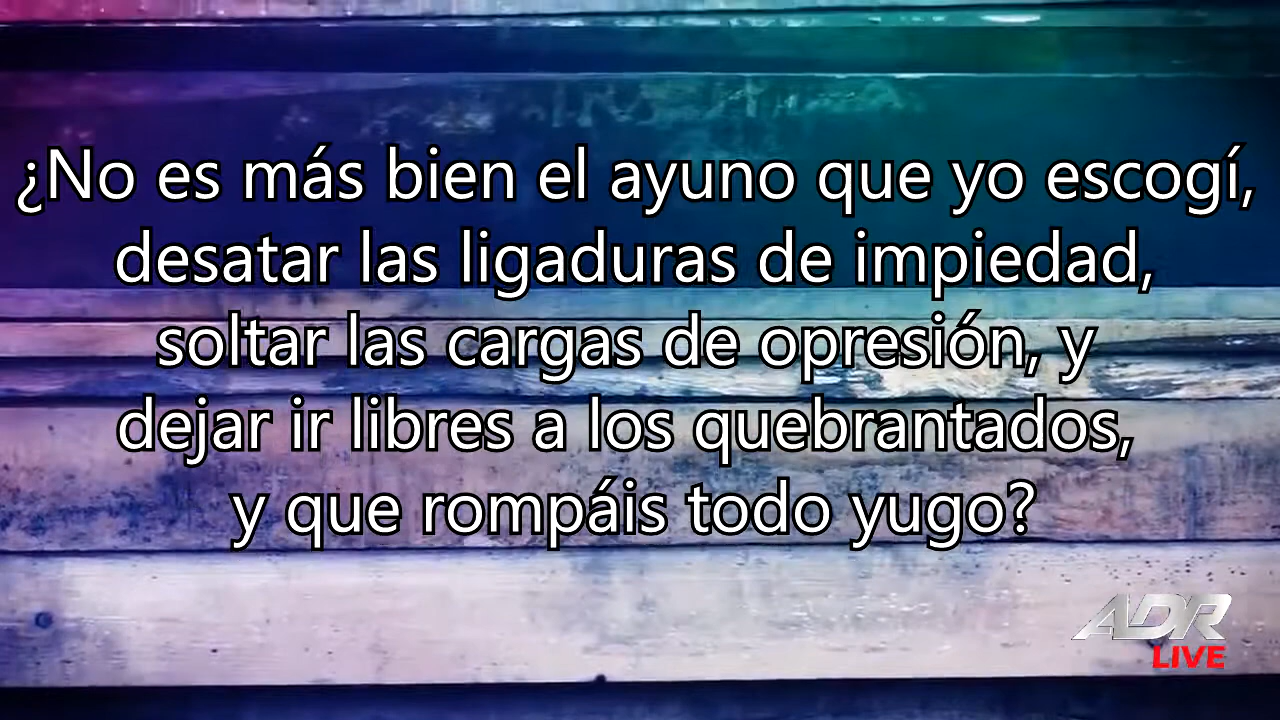 ¿No es más bien el ayuno que yo escogí,
desatar las ligaduras de impiedad,
soltar las cargas de opresión, y
dejar ir libres a los quebrantados,
y que rompáis todo yugo?
ADR
LIVE